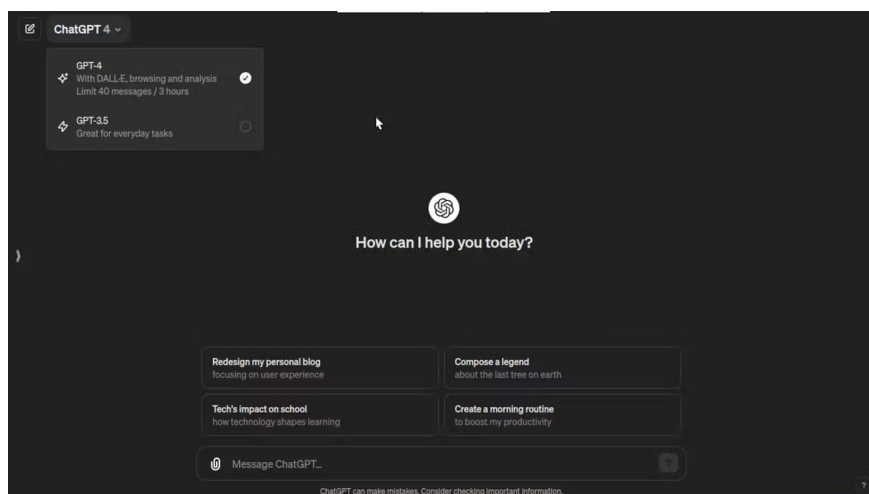 ChatGPT 4
GPT-4
With DALL·E, browsing and analysis
Limit 40 messages / 3 hours
GPT-3.5
Great for everyday tasks
How can I help you today?
Redesign my personal blog
focusing on user experience
Compose a legend
about the last tree on earth
Tech's impact on school
how technology shapes learning
Create a morning routine
to boost my productivity
Message ChatGPT...
ChatGPT can make mistakes. Consider checking important information.
?